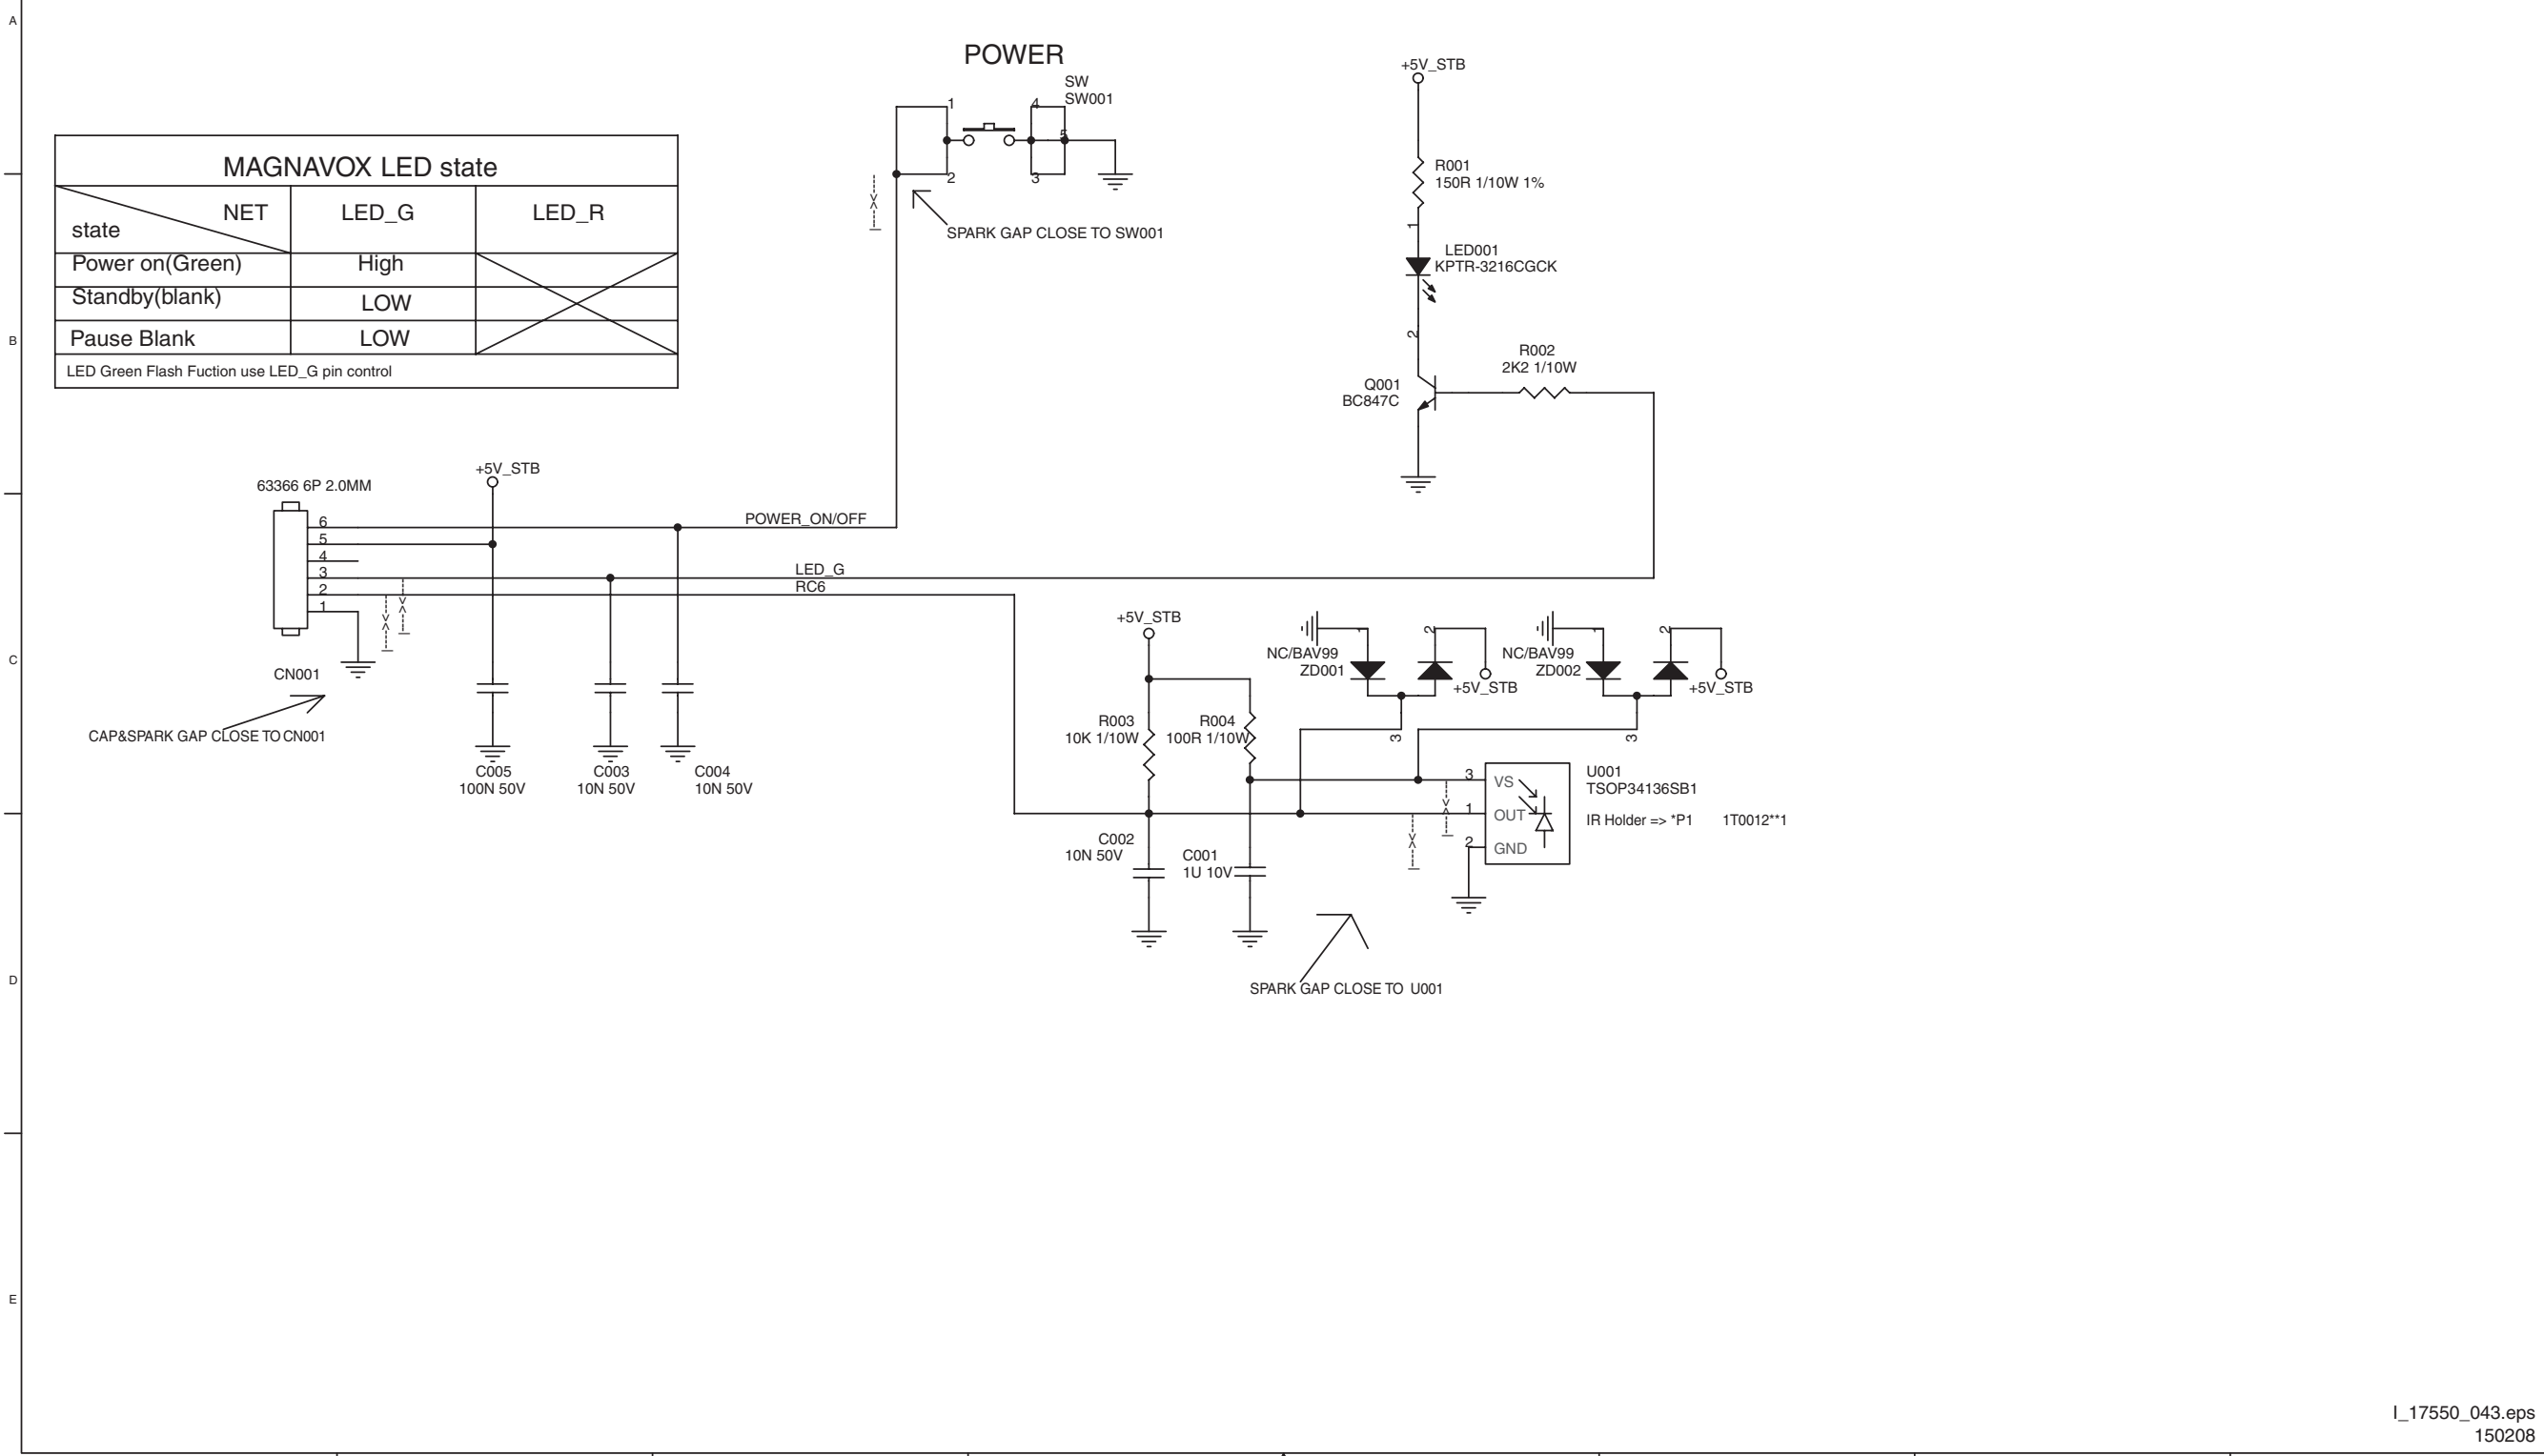 A
POWER
SW
SW001
1
4
5
2
3
SPARK GAP CLOSE TO SW001
+5V_STB
R001
150R 1/10W 1%
1
LED001
KPTR-3216CGCK
2
R002
2K2 1/10W
Q001
BC847C
MAGNAVOX LED state
NET
state
LED_G
LED_R
Power on(Green)
High
Standby(blank)
LOW
Pause Blank
LOW
LED Green Flash Fuction use LED_G pin control
B
63366 6P 2.0MM
+5V_STB
6
5
4
3
2
1
POWER_ON/OFF
LED_G
RC6
C
CN001
CAP&SPARK GAP CLOSE TO CN001
C005
100N 50V
C003
10N 50V
C004
10N 50V
+5V_STB
R003
10K 1/10W
R004
100R 1/10W
NC/BAV99
ZD001
1
2
+5V_STB
3
NC/BAV99
ZD002
1
2
+5V_STB
3
3
VS
1
OUT
2
GND
U001
TSOP34136SB1
IR Holder => *P1 1T0012**1
C002
10N 50V
C001
1U 10V
SPARK GAP CLOSE TO U001
D
E
I_17550_043.eps
150208